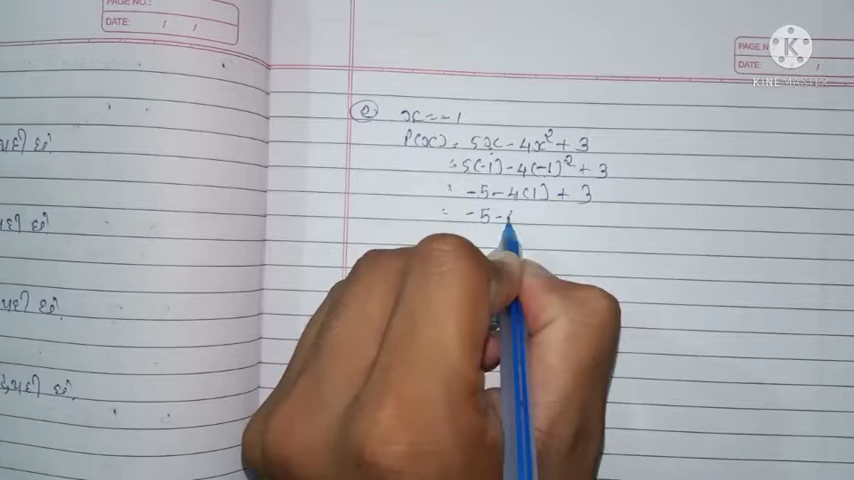 PAGE NO.:
DATE: / /
PAGE NO.
DATE: /
K
KINEMASTER
② x = -1
P(x) = 5x - 4x² + 3
= 5(-1) - 4(-1)² + 3
= -5 - 4(1) + 3
= -5 -